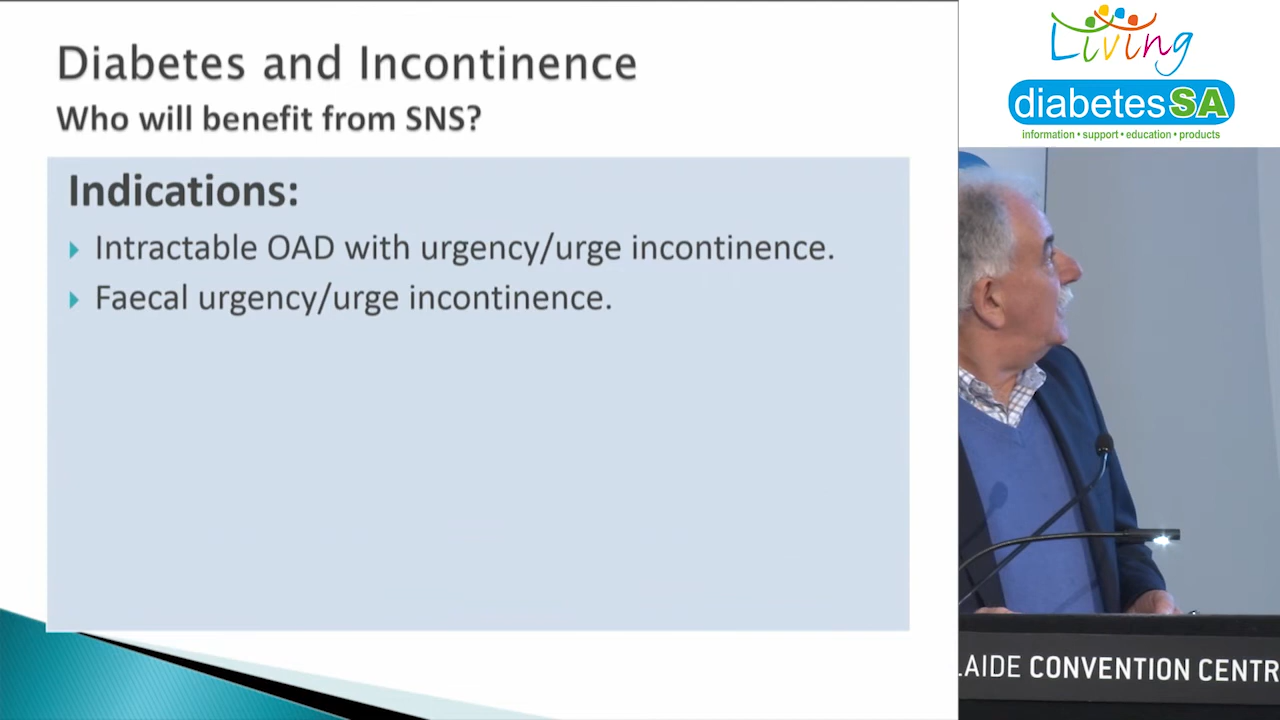 Diabetes and Incontinence
Who will benefit from SNS?
Indications:
Intractable OAD with urgency/urge incontinence.
Faecal urgency/urge incontinence.
Living
diabetesSA
information • support • education • products
LAIDE CONVENTION CENTR